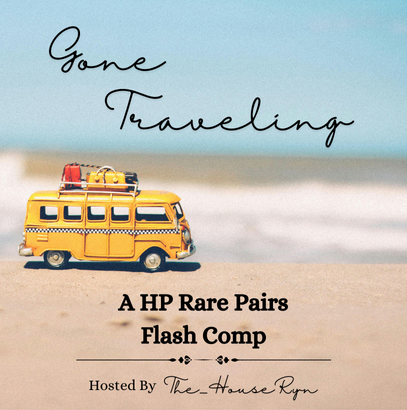 Gone
Traveling
A HP Rare Pairs
Flash Comp
Hosted By The_HouseRyn